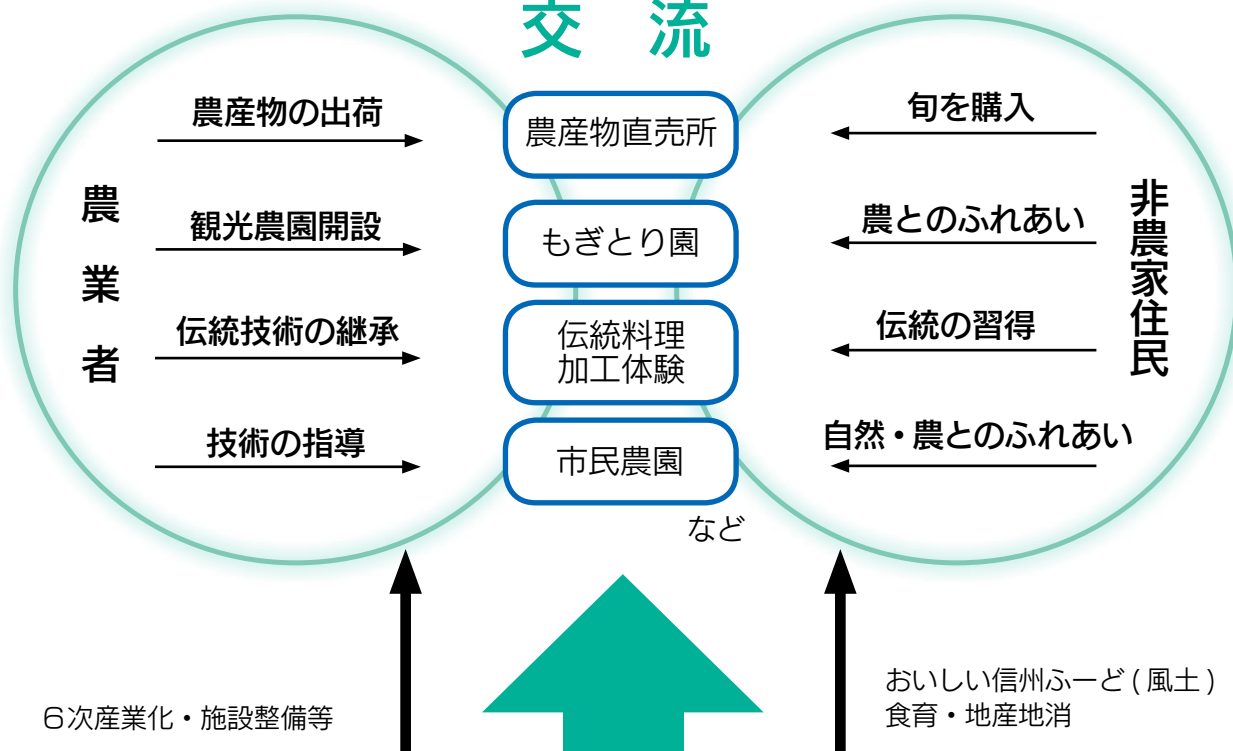 交 流
農業者
農産物の出荷
観光農園開設
伝統技術の継承
技術の指導
農産物直売所
もぎとり園
伝統料理
加工体験
市民農園
など
旬を購入
農とのふれあい
伝統の習得
自然・農とのふれあい
非農家住民
6次産業化・施設整備等
おいしい信州ふーど(風土)
食育・地産地消